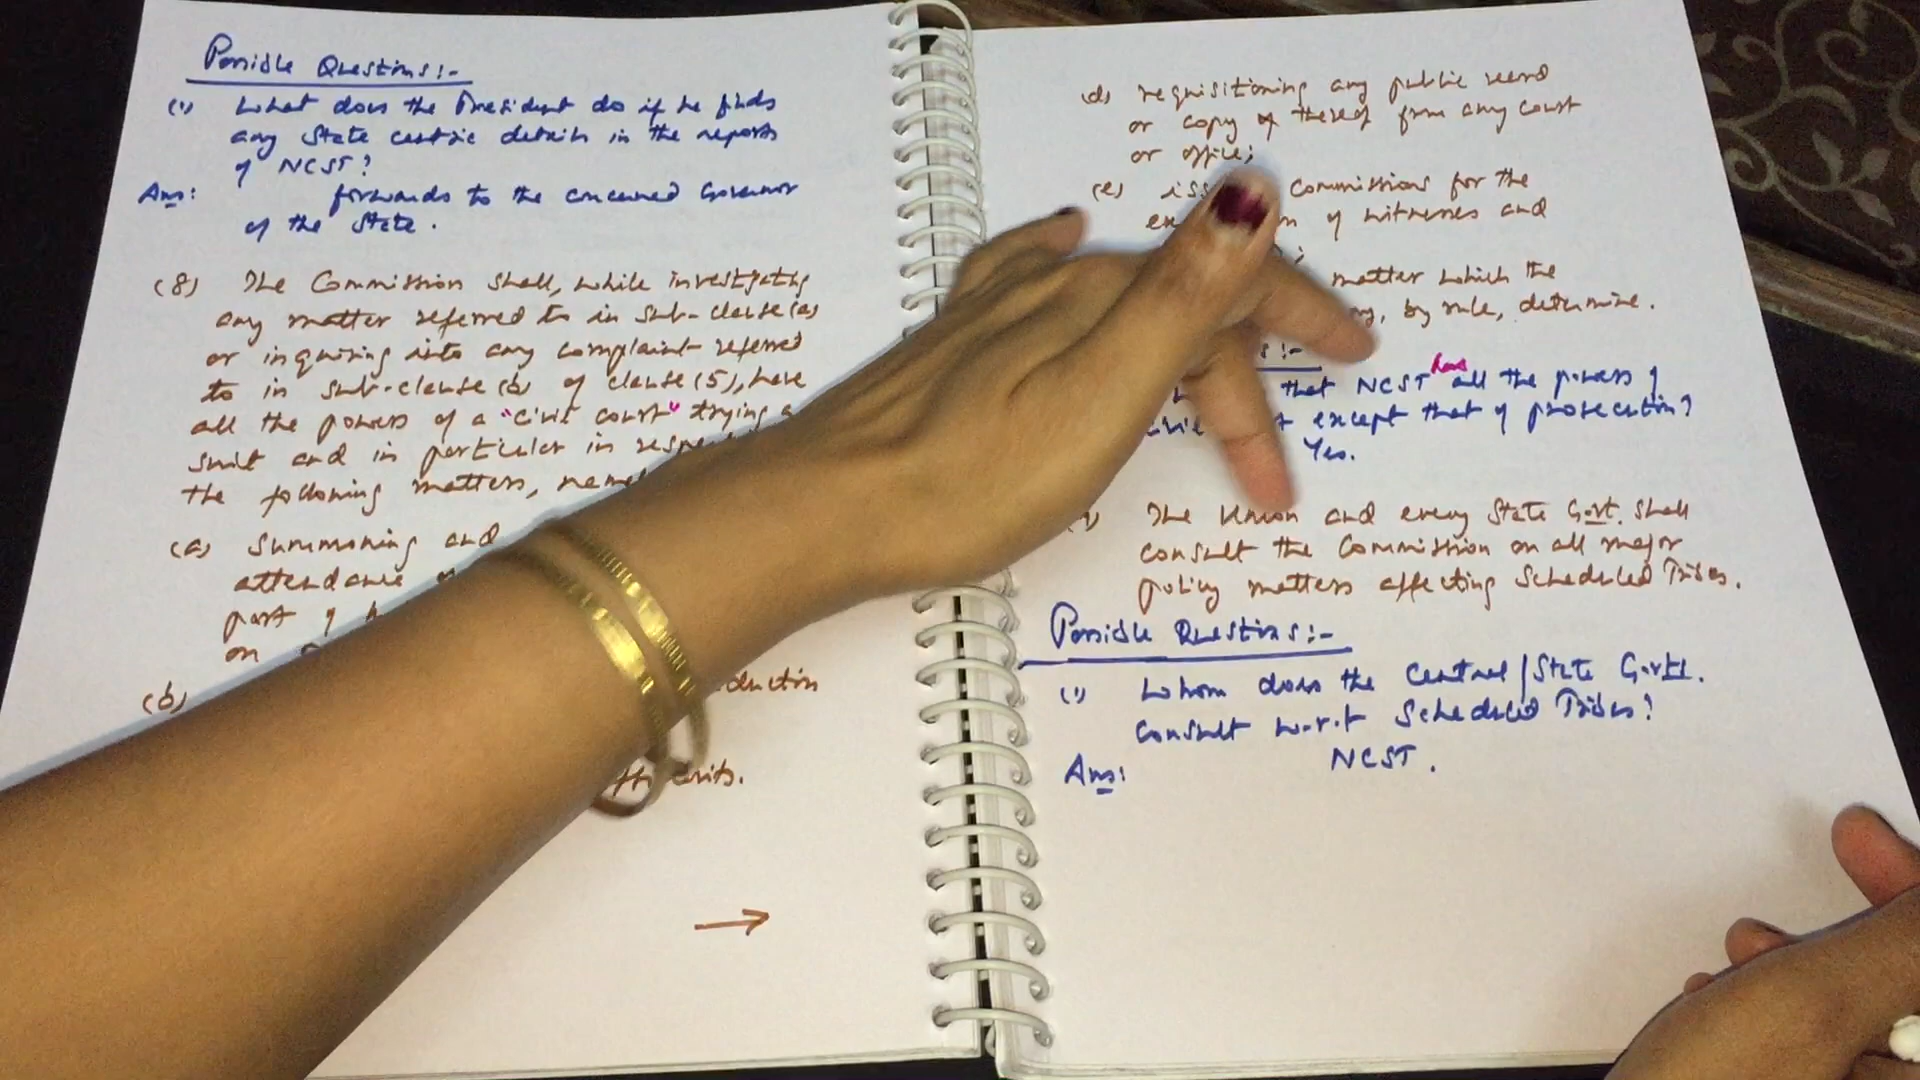 Possible Questions:-
(1) What does the President do if he finds
any State centric details in the reports
of NCST?
Ans: forwards to the concerned Governor
of the State.
(8) The Commission shall, while investigating
any matter referred to in sub-clause (a)
or inquiring into any complaint referred
to in sub-clause (b) of clause (5), have
all the powers of a "civil court" trying a
suit and in particular in
the following matters,
(a) Summoning and
attendance
part of
on
(b)
→
(d) requisitioning any public record
or copy thereof from any court
or office;
(e) commissions for the
of witnesses and
matter which the
by rule, determine.
that NCST has all the powers of
except that of prosecution?
Yes.
The Union and every State Govt. shall
consult the Commission on all major
policy matters affecting Scheduled Tribes.
Possible Questions:-
(1) Whom does the Central/State Govt.
consult w.r.t Scheduled Tribes?
Ans: NCST.